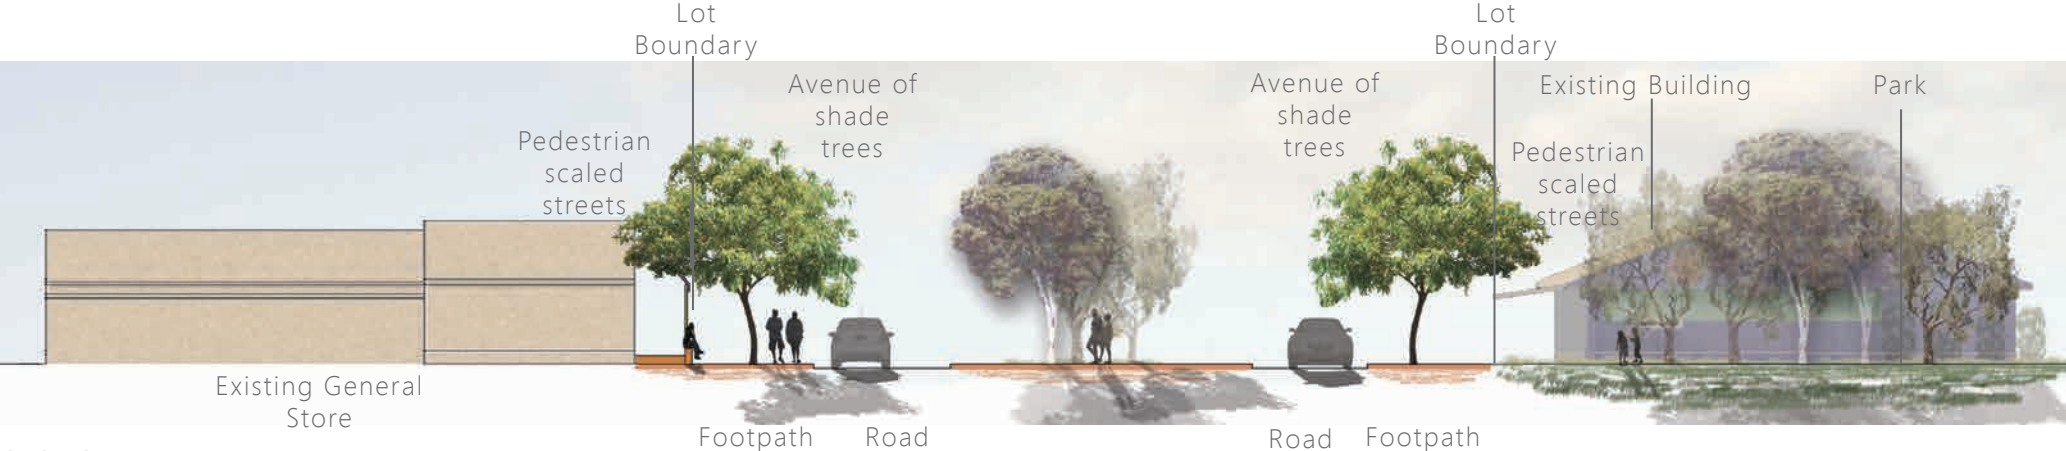 Lot
Boundary
Lot
Boundary
Avenue of
shade
trees
Avenue of
shade
trees
Existing Building
Park
Pedestrian
scaled
streets
Pedestrian
scaled
streets
Existing General
Store
Footpath
Road
Road
Footpath